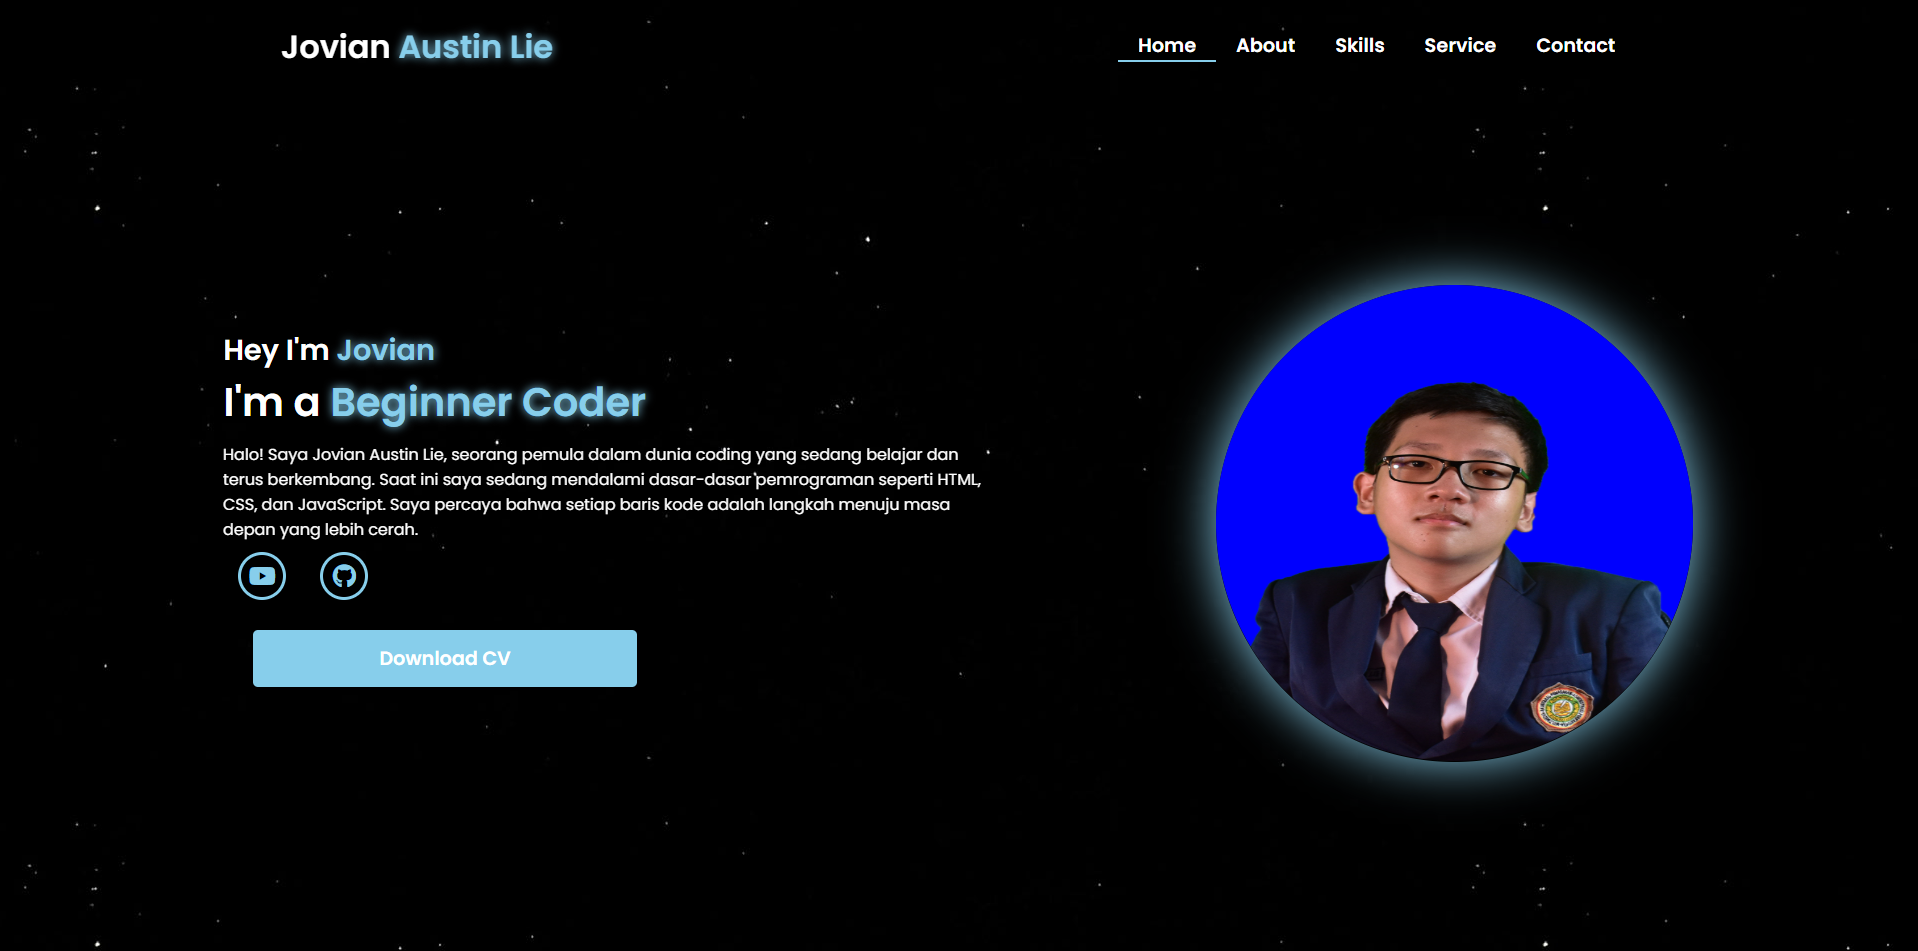 Jovian Austin Lie
Home About Skills Service Contact
Hey I'm Jovian
I'm a Beginner Coder
Halo! Saya Jovian Austin Lie, seorang pemula dalam dunia coding yang sedang belajar dan
terus berkembang. Saat ini saya sedang mendalami dasar-dasar pemrograman seperti HTML,
CSS, dan JavaScript. Saya percaya bahwa setiap baris kode adalah langkah menuju masa
depan yang lebih cerah.
Download CV